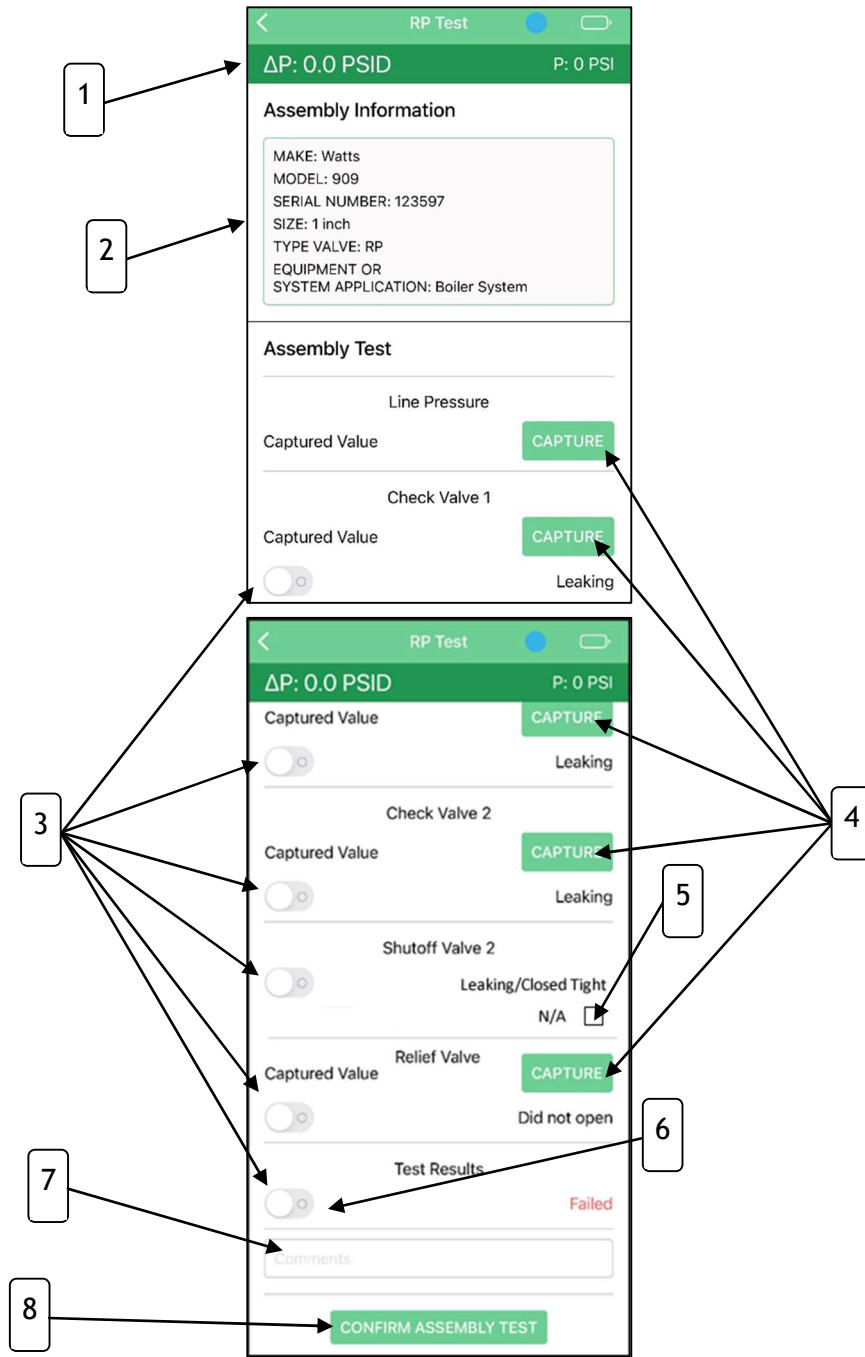 RP Test
ΔP: 0.0 PSID P: 0 PSI
1
Assembly Information
MAKE: Watts
MODEL: 909
SERIAL NUMBER: 123597
2
SIZE: 1 inch
TYPE VALVE: RP
EQUIPMENT OR
SYSTEM APPLICATION: Boiler System
Assembly Test
Line Pressure
Captured Value CAPTURE
Check Valve 1
Captured Value CAPTURE
Leaking
RP Test
ΔP: 0.0 PSID P: 0 PSI
Captured Value CAPTURE
Leaking
3
4
Check Valve 2
Captured Value CAPTURE
Leaking
5
Shutoff Valve 2
Leaking/Closed Tight
N/A
Relief Valve
Captured Value CAPTURE
Did not open
6
Test Results
7
Failed
Comments
8
CONFIRM ASSEMBLY TEST